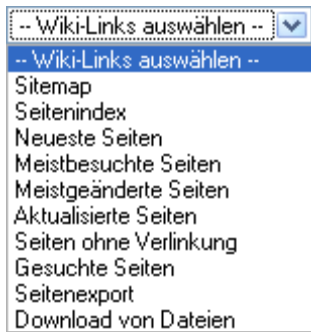 -- Wiki-Links auswählen --
-- Wiki-Links auswählen --
Sitemap
Seitenindex
Neueste Seiten
Meistbesuchte Seiten
Meistgeänderte Seiten
Aktualisierte Seiten
Seiten ohne Verlinkung
Gesuchte Seiten
Seitenexport
Download von Dateien